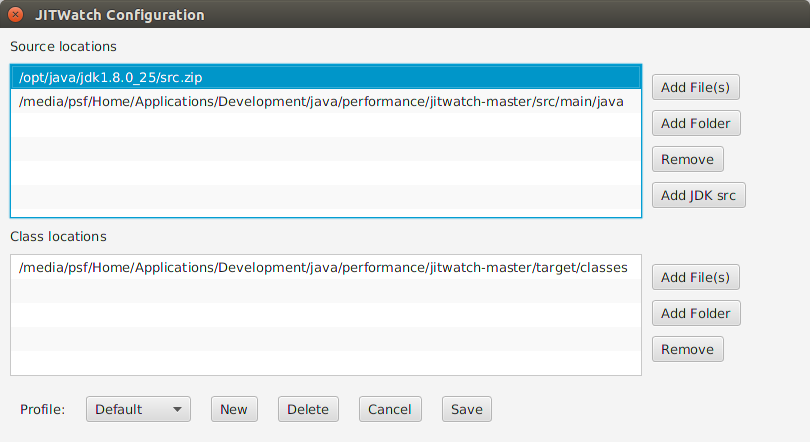 JITWatch Configuration
Source locations
/opt/java/jdk1.8.0_25/src.zip
/media/psf/Home/Applications/Development/java/performance/jitwatch-master/src/main/java
Add File(s)
Add Folder
Remove
Add JDK src
Class locations
/media/psf/Home/Applications/Development/java/performance/jitwatch-master/target/classes
Add File(s)
Add Folder
Remove
Profile: Default New Delete Cancel Save